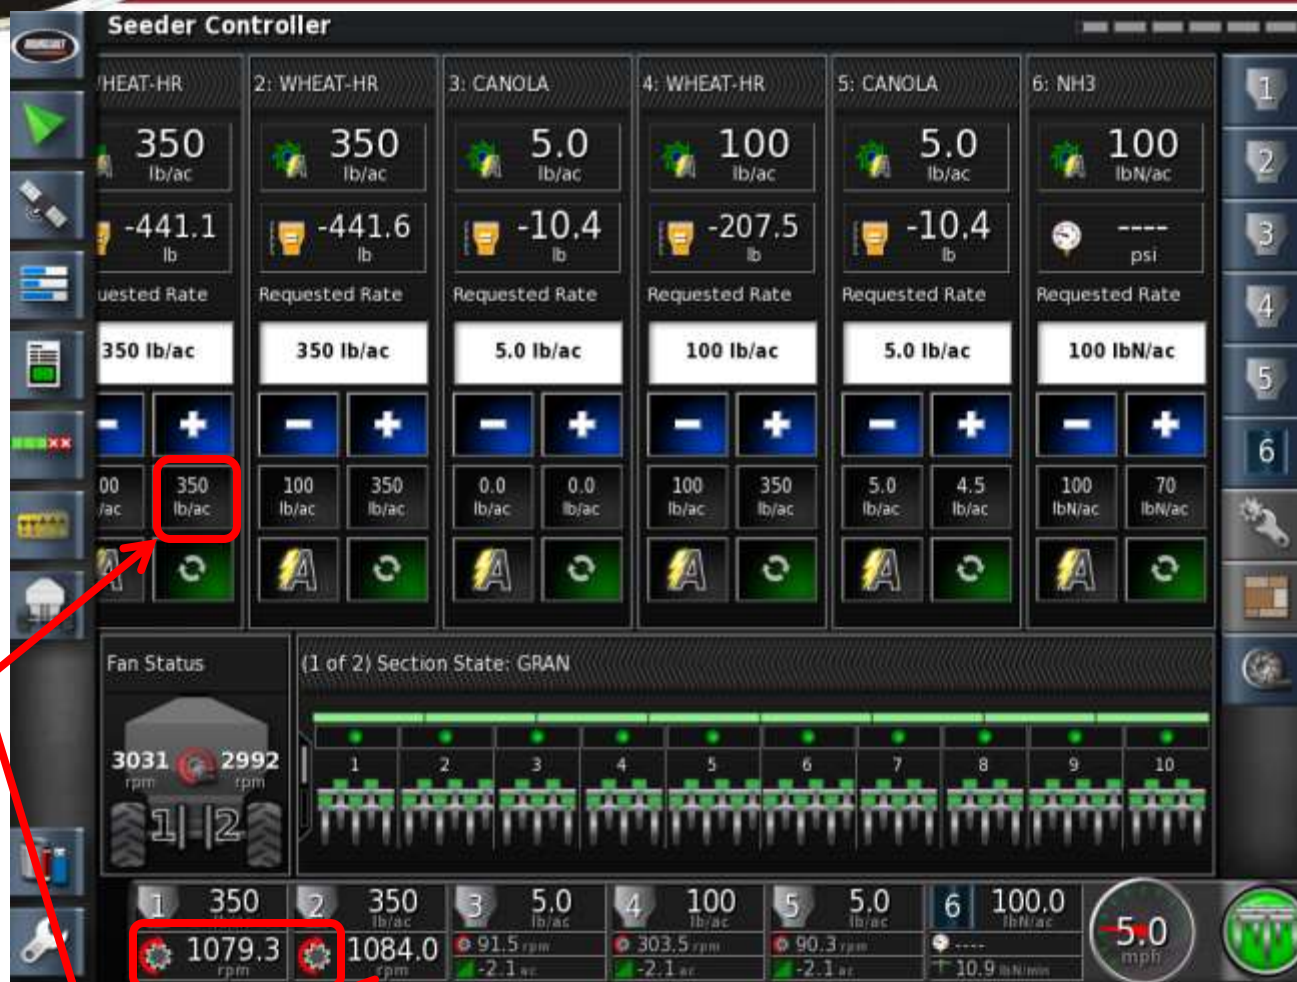 Seeder Controller
HEAT-HR 2: WHEAT-HR 3: CANOLA 4: WHEAT-HR 5: CANOLA 6: NH3
350 350 5.0 100 5.0 100
lb/ac lb/ac lb/ac lb/ac lb/ac lbN/ac
-441.1 -441.6 -10.4 -207.5 -10.4 ----
lb lb lb lb lb psi
uested Rate Requested Rate Requested Rate Requested Rate Requested Rate Requested Rate
350 lb/ac 350 lb/ac 5.0 lb/ac 100 lb/ac 5.0 lb/ac 100 lbN/ac
- + - + - + - + - + - +
00 350 100 350 0.0 0.0 100 350 5.0 4.5 100 70
/ac lb/ac lb/ac lb/ac lb/ac lb/ac lb/ac lb/ac lb/ac lb/ac lbN/ac lbN/ac
A A A A A A
1
2
3
4
5
6
Fan Status (1 of 2) Section State: GRAN
3031 2992
rpm rpm
1 2
1 2 3 4 5 6 7 8 9 10
1 350 2 350 3 5.0 4 100 5 5.0 6 100.0
lb/ac lb/ac lb/ac lb/ac lb/ac lbN/ac
1079.3 1084.0 91.5 rpm 303.5 rpm 90.3 rpm ----
rpm rpm -2.1 ac -2.1 ac -2.1 ac 10.9 lbN/min
5.0
mph